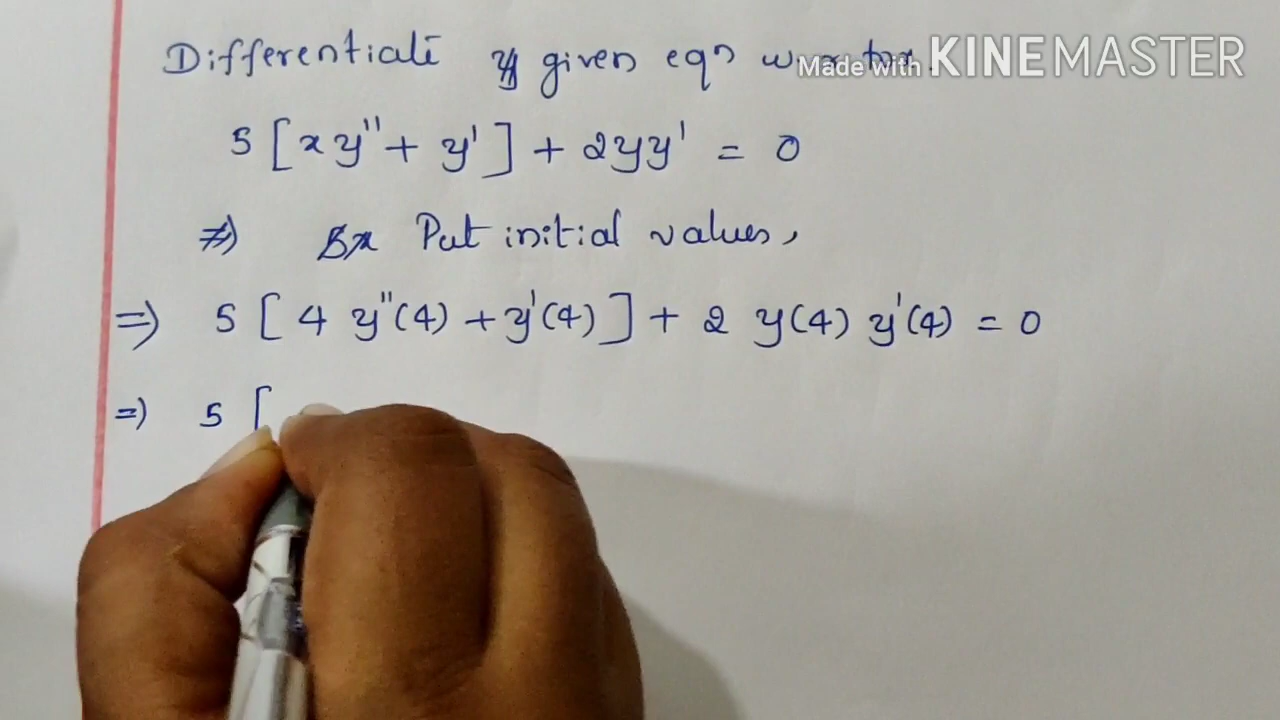 Differentiate given eqn w.r.to x.
Made with KINEMASTER
5 [ x y'' + y' ] + 2yy' = 0
Put initial values,
=> 5 [ 4 y''(4) + y'(4) ] + 2 y(4) y'(4) = 0
=> 5 [